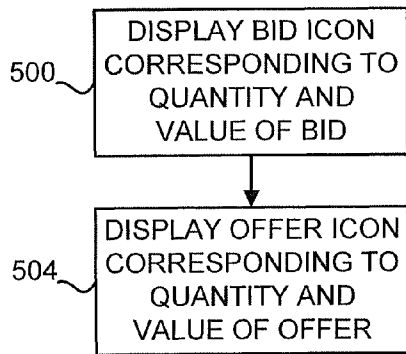 500
DISPLAY BID ICON
CORRESPONDING TO
QUANTITY AND
VALUE OF BID
504
DISPLAY OFFER ICON
CORRESPONDING TO
QUANTITY AND
VALUE OF OFFER